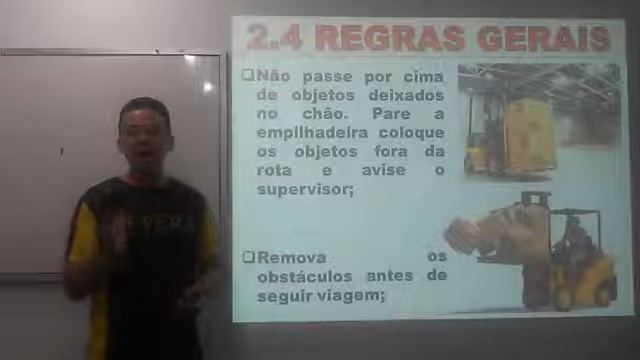 2.4 REGRAS GERAIS
❑Não passe por cima
de objetos deixados
no chão. Pare a
empilhadeira coloque
os objetos fora da
rota e avise o
supervisor;
❑Remova os
obstáculos antes de
seguir viagem;